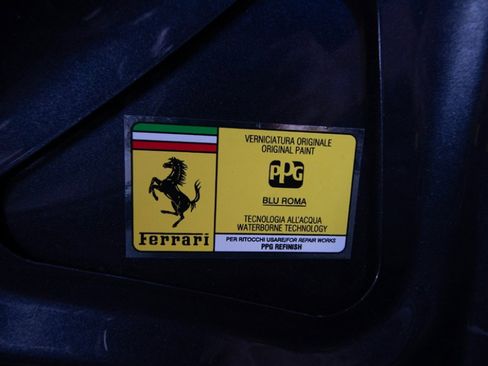 VERNICIATURA ORIGINALE
ORIGINAL PAINT
PPG
BLU ROMA
TECNOLOGIA ALL'ACQUA
WATERBORNE TECHNOLOGY
Ferrari
PER RITOCCHI USARE/FOR REPAIR WORKS
PPG REFINISH